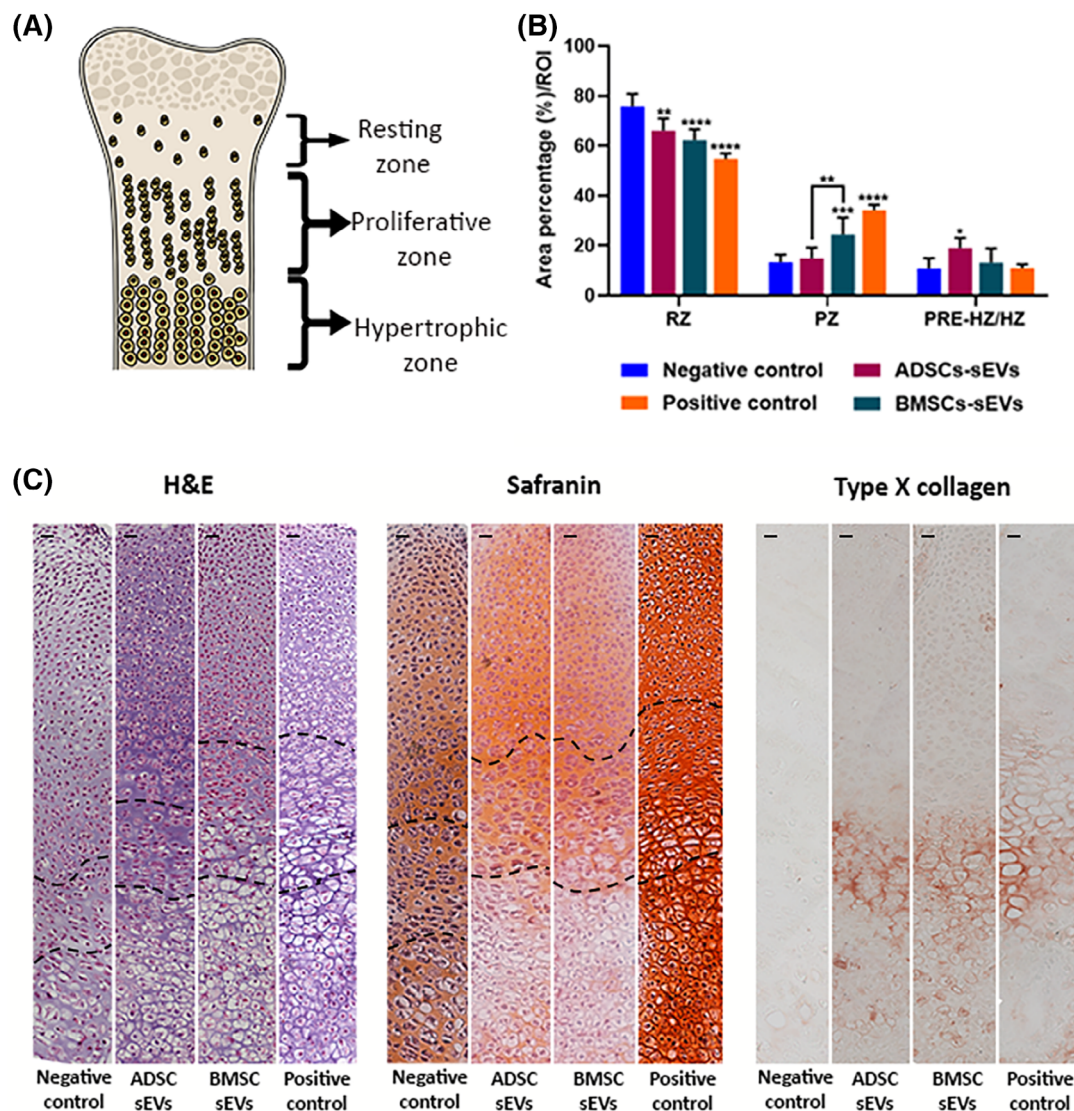 (A)
Resting
zone
Proliferative
zone
Hypertrophic
zone
(B)
Area percentage (%)/ROI
100
80
60
40
20
0
**
****
****
**
***
****
*
RZ
PZ
PRE-HZ/HZ
Negative control
ADSCs-sEVs
Positive control
BMSCs-sEVs
(C)
H&E
Safranin
Type X collagen
Negative
control
ADSC
sEVs
BMSC
sEVs
Positive
control
Negative
control
ADSC
sEVs
BMSC
sEVs
Positive
control
Negative
control
ADSC
sEVs
BMSC
sEVs
Positive
control